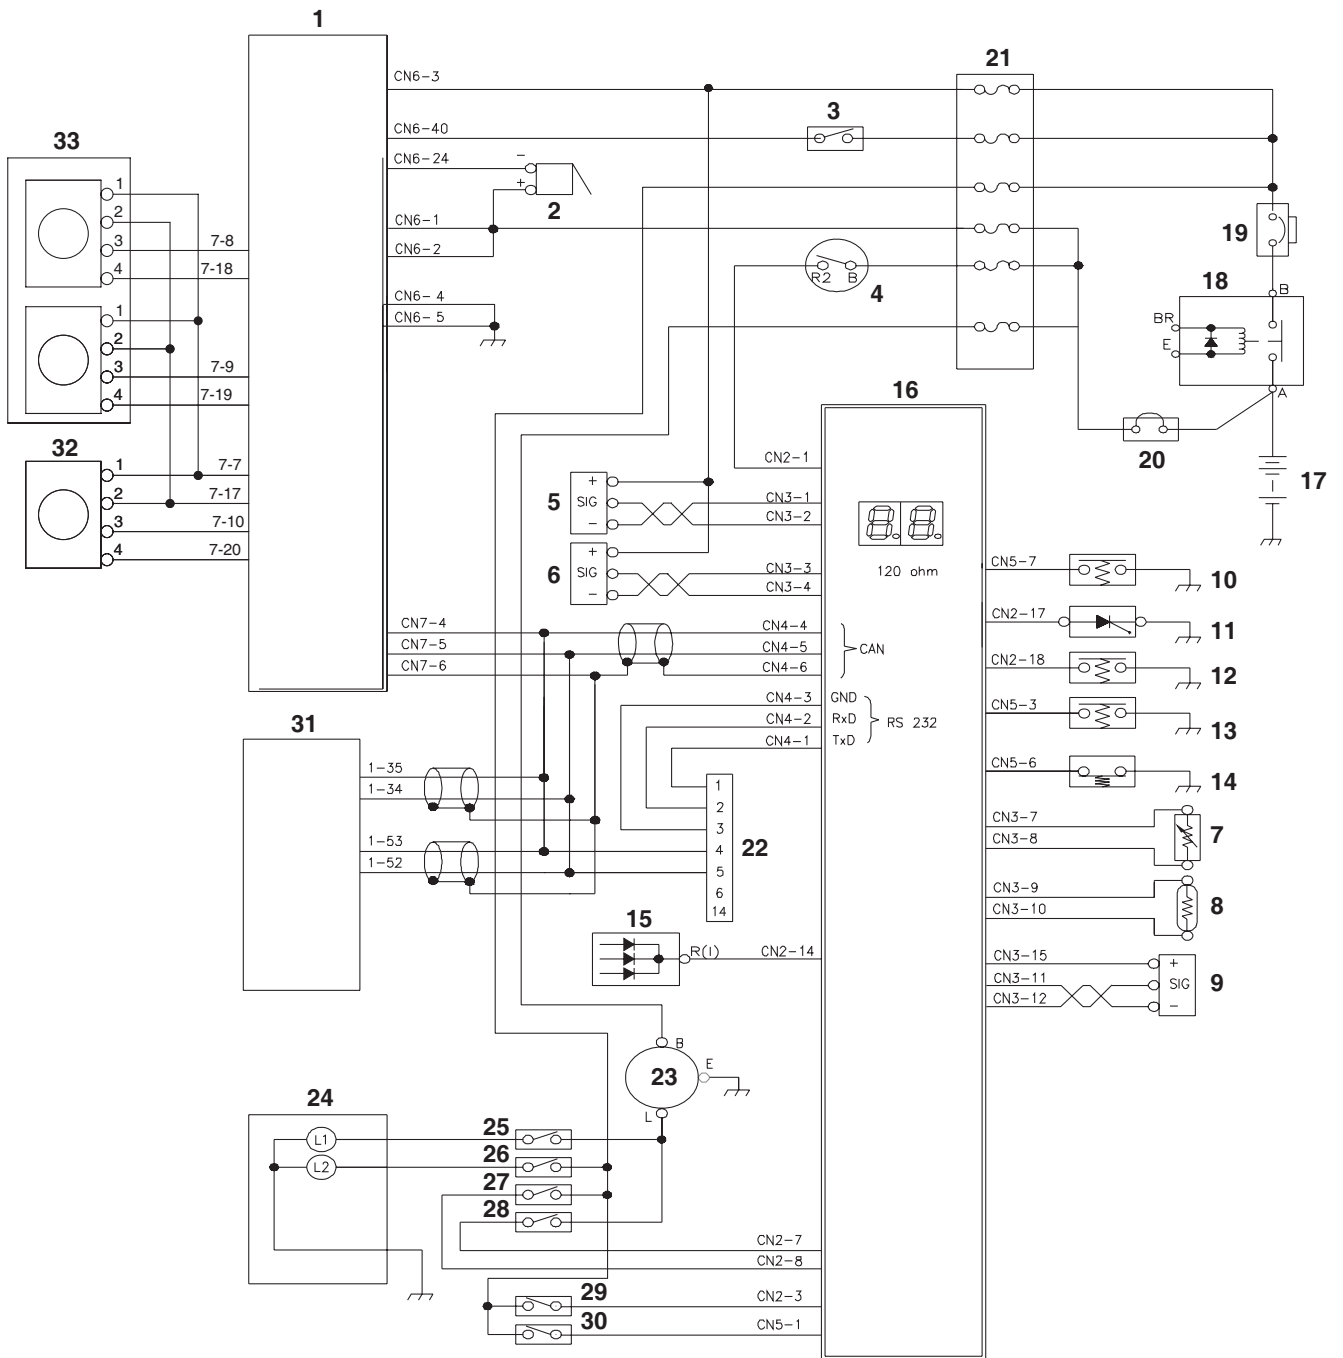 1
CN6-3
21
CN6-40
3
33
CN6-24
-
+
2
1
2
3
4
7-8
7-18
CN6-1
CN6-2
R2 B
4
19
18
B
BR
E
A
CN6-4
CN6-5
1
2
3
4
7-9
7-19
16
20
17
32
1
2
3
4
7-7
7-17
7-10
7-20
CN2-1
5
+
SIG
-
CN3-1
CN3-2
88
120 ohm
6
+
SIG
-
CN3-3
CN3-4
CN5-7
10
CN2-17
11
CN7-4
CN7-5
CN7-6
CN4-4
CN4-5
CN4-6
CAN
CN2-18
12
CN4-3
CN4-2
CN4-1
GND
RxD
TxD
RS 232
CN5-3
13
31
1-35
1-34
1-53
1-52
CN5-6
14
1
2
3
4
5
6
14
22
CN3-7
CN3-8
7
CN3-9
CN3-10
8
15
R(I)
CN2-14
CN3-15
CN3-11
CN3-12
+
SIG
-
9
B
E
23
L
24
L1
L2
25
26
27
28
CN2-7
CN2-8
29
CN2-3
30
CN5-1